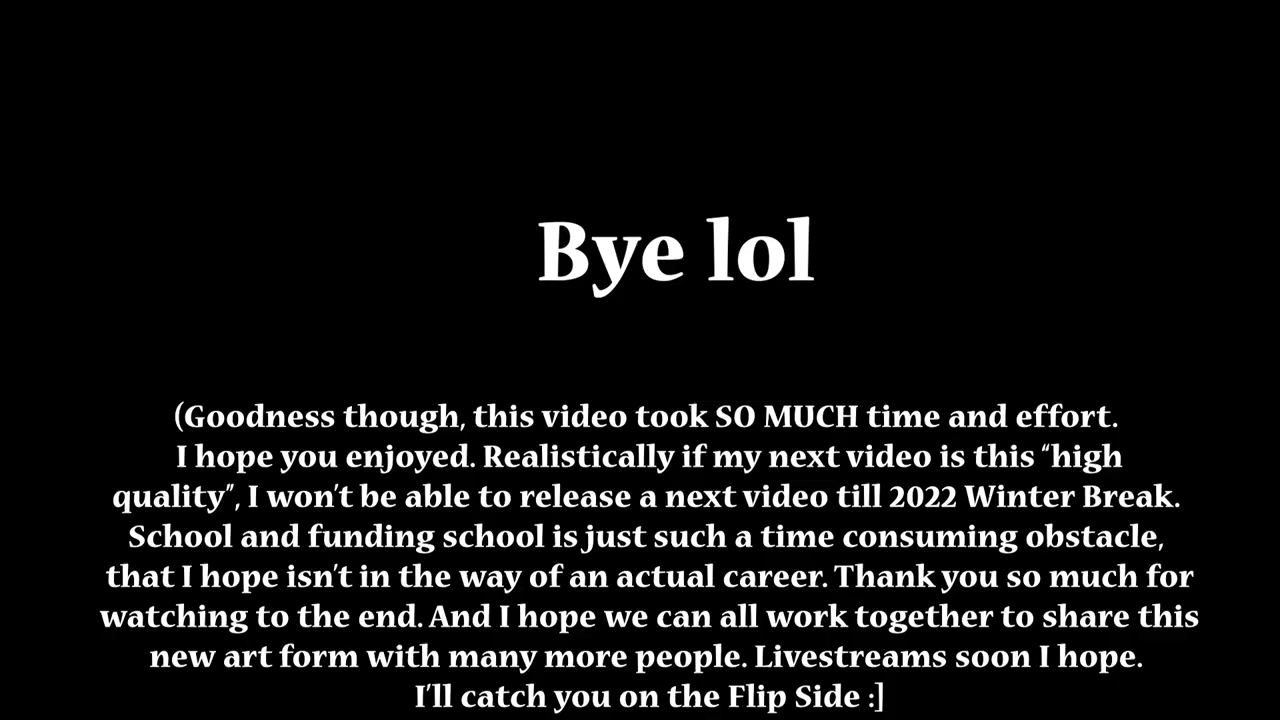 Bye lol
(Goodness though, this video took SO MUCH time and effort.
I hope you enjoyed. Realistically if my next video is this “high
quality”, I won't be able to release a next video till 2022 Winter Break.
School and funding school is just such a time consuming obstacle,
that I hope isn't in the way of an actual career. Thank you so much for
watching to the end. And I hope we can all work together to share this
new art form with many more people. Livestreams soon I hope.
I'll catch you on the Flip Side :]